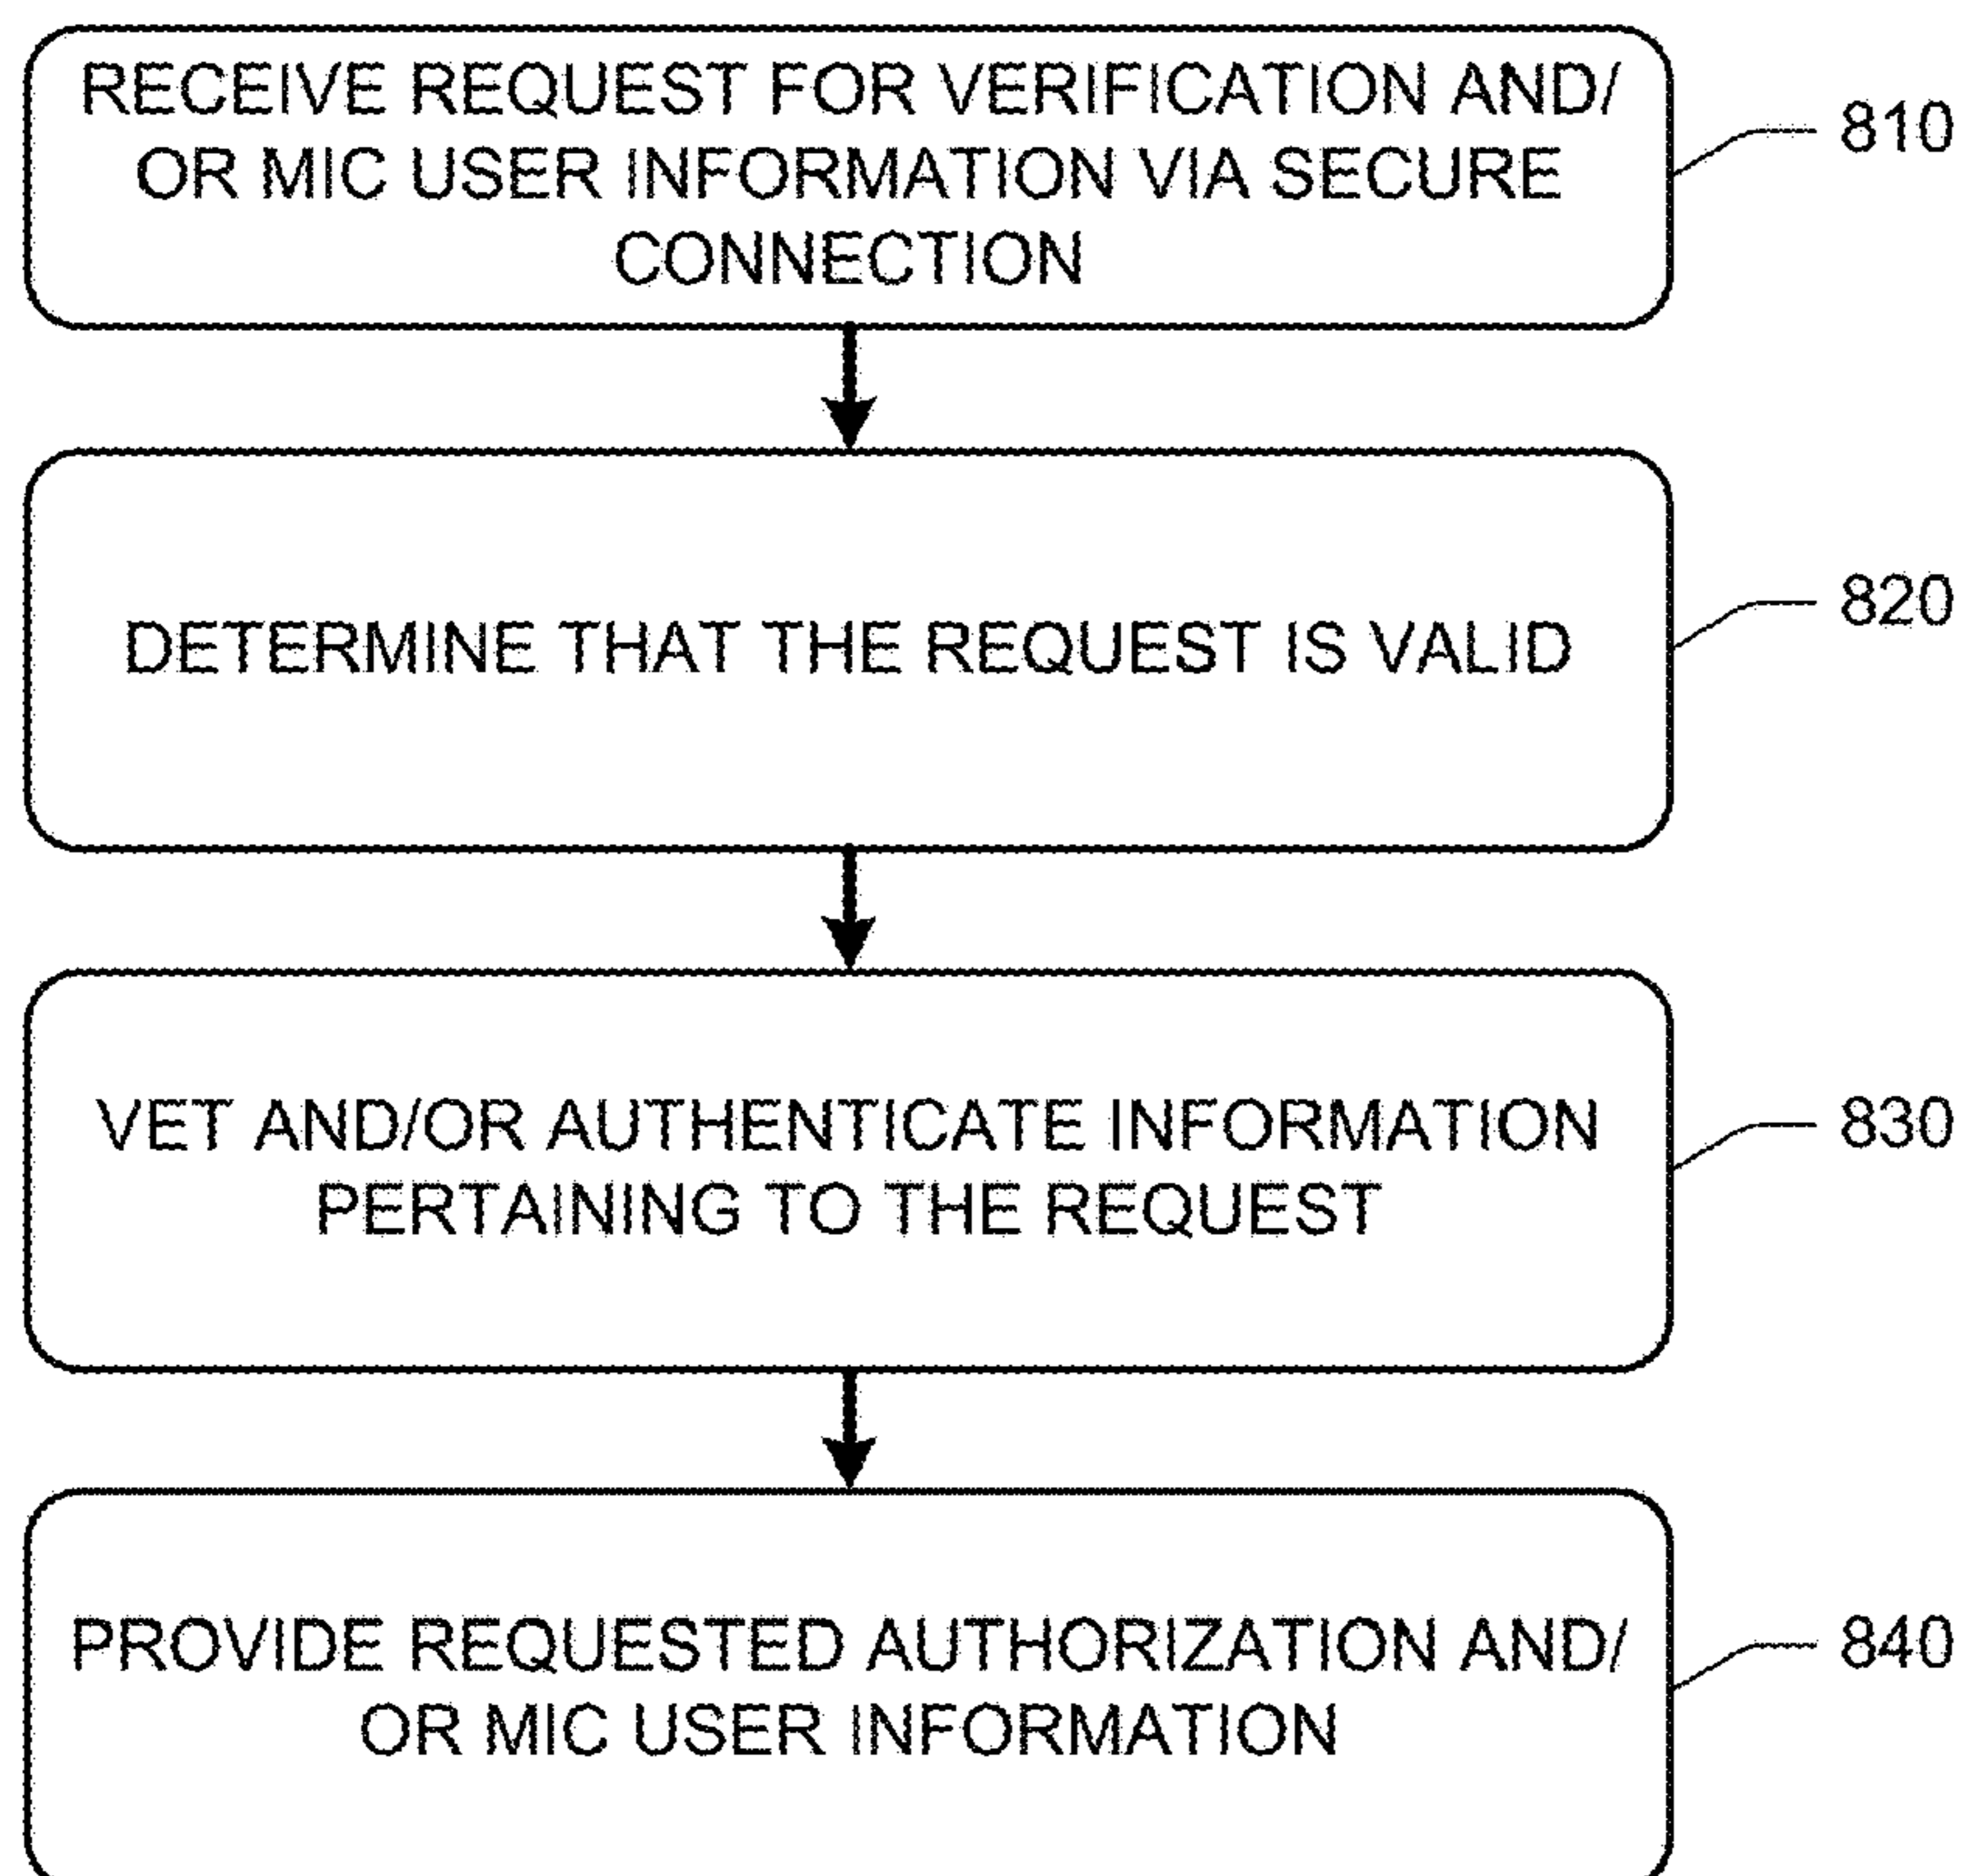 RECEIVE REQUEST FOR VERIFICATION AND/
OR MIC USER INFORMATION VIA SECURE
CONNECTION
810
DETERMINE THAT THE REQUEST IS VALID
820
VET AND/OR AUTHENTICATE INFORMATION
PERTAINING TO THE REQUEST
830
PROVIDE REQUESTED AUTHORIZATION AND/
OR MIC USER INFORMATION
840